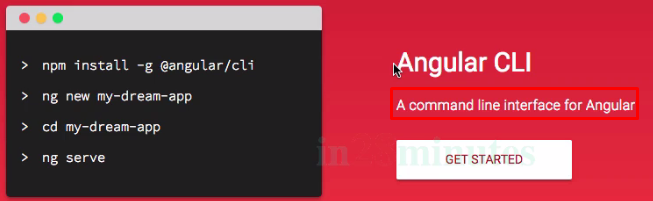 > npm install -g @angular/cli
> ng new my-dream-app
> cd my-dream-app
> ng serve
Angular CLI
A command line interface for Angular
GET STARTED
minutes